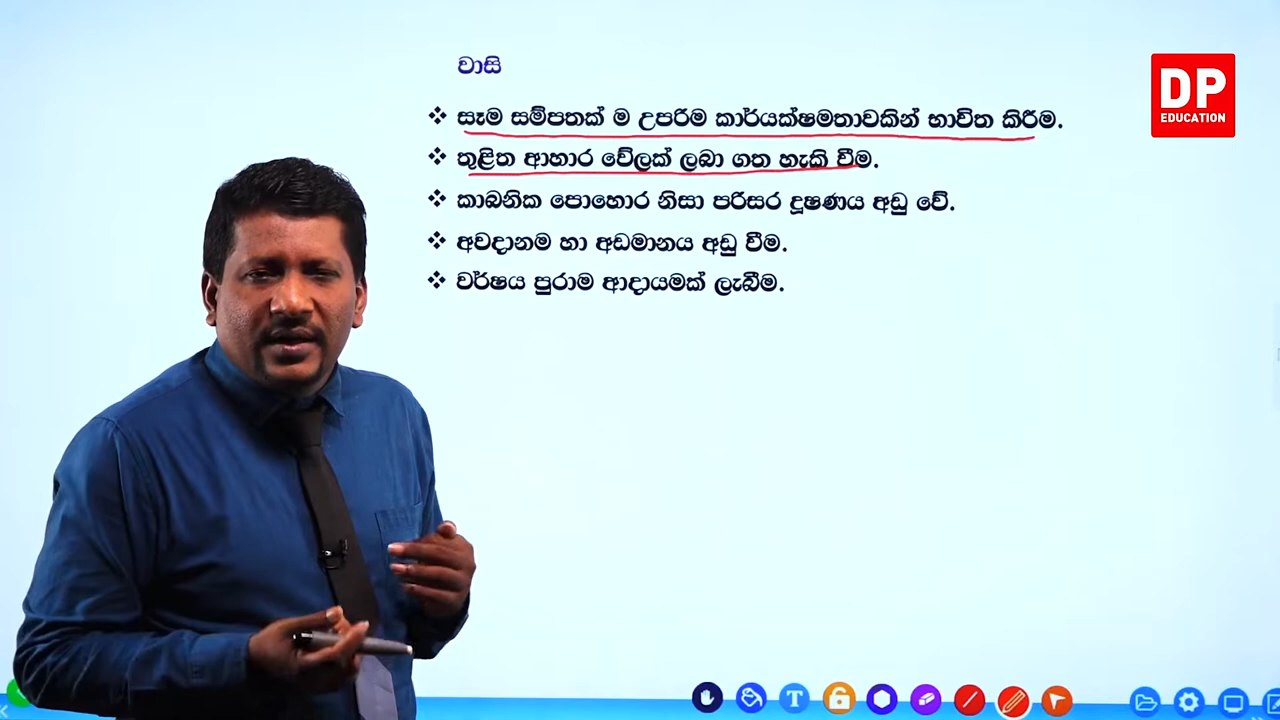 වාසි
DP
EDUCATION
❖ සෑම සම්පතක් ම උපරිම කාර්යක්ෂමතාවකින් භාවිත කිරීම.
❖ තුළිත ආහාර වේලක් ලබා ගත හැකි වීම.
❖ කාබනික පොහොර නිසා පරිසර දූෂණය අඩු වේ.
❖ අවදානම හා අඩමානය අඩු වීම.
❖ වර්ෂය පුරාම ආදායමක් ලැබීම.